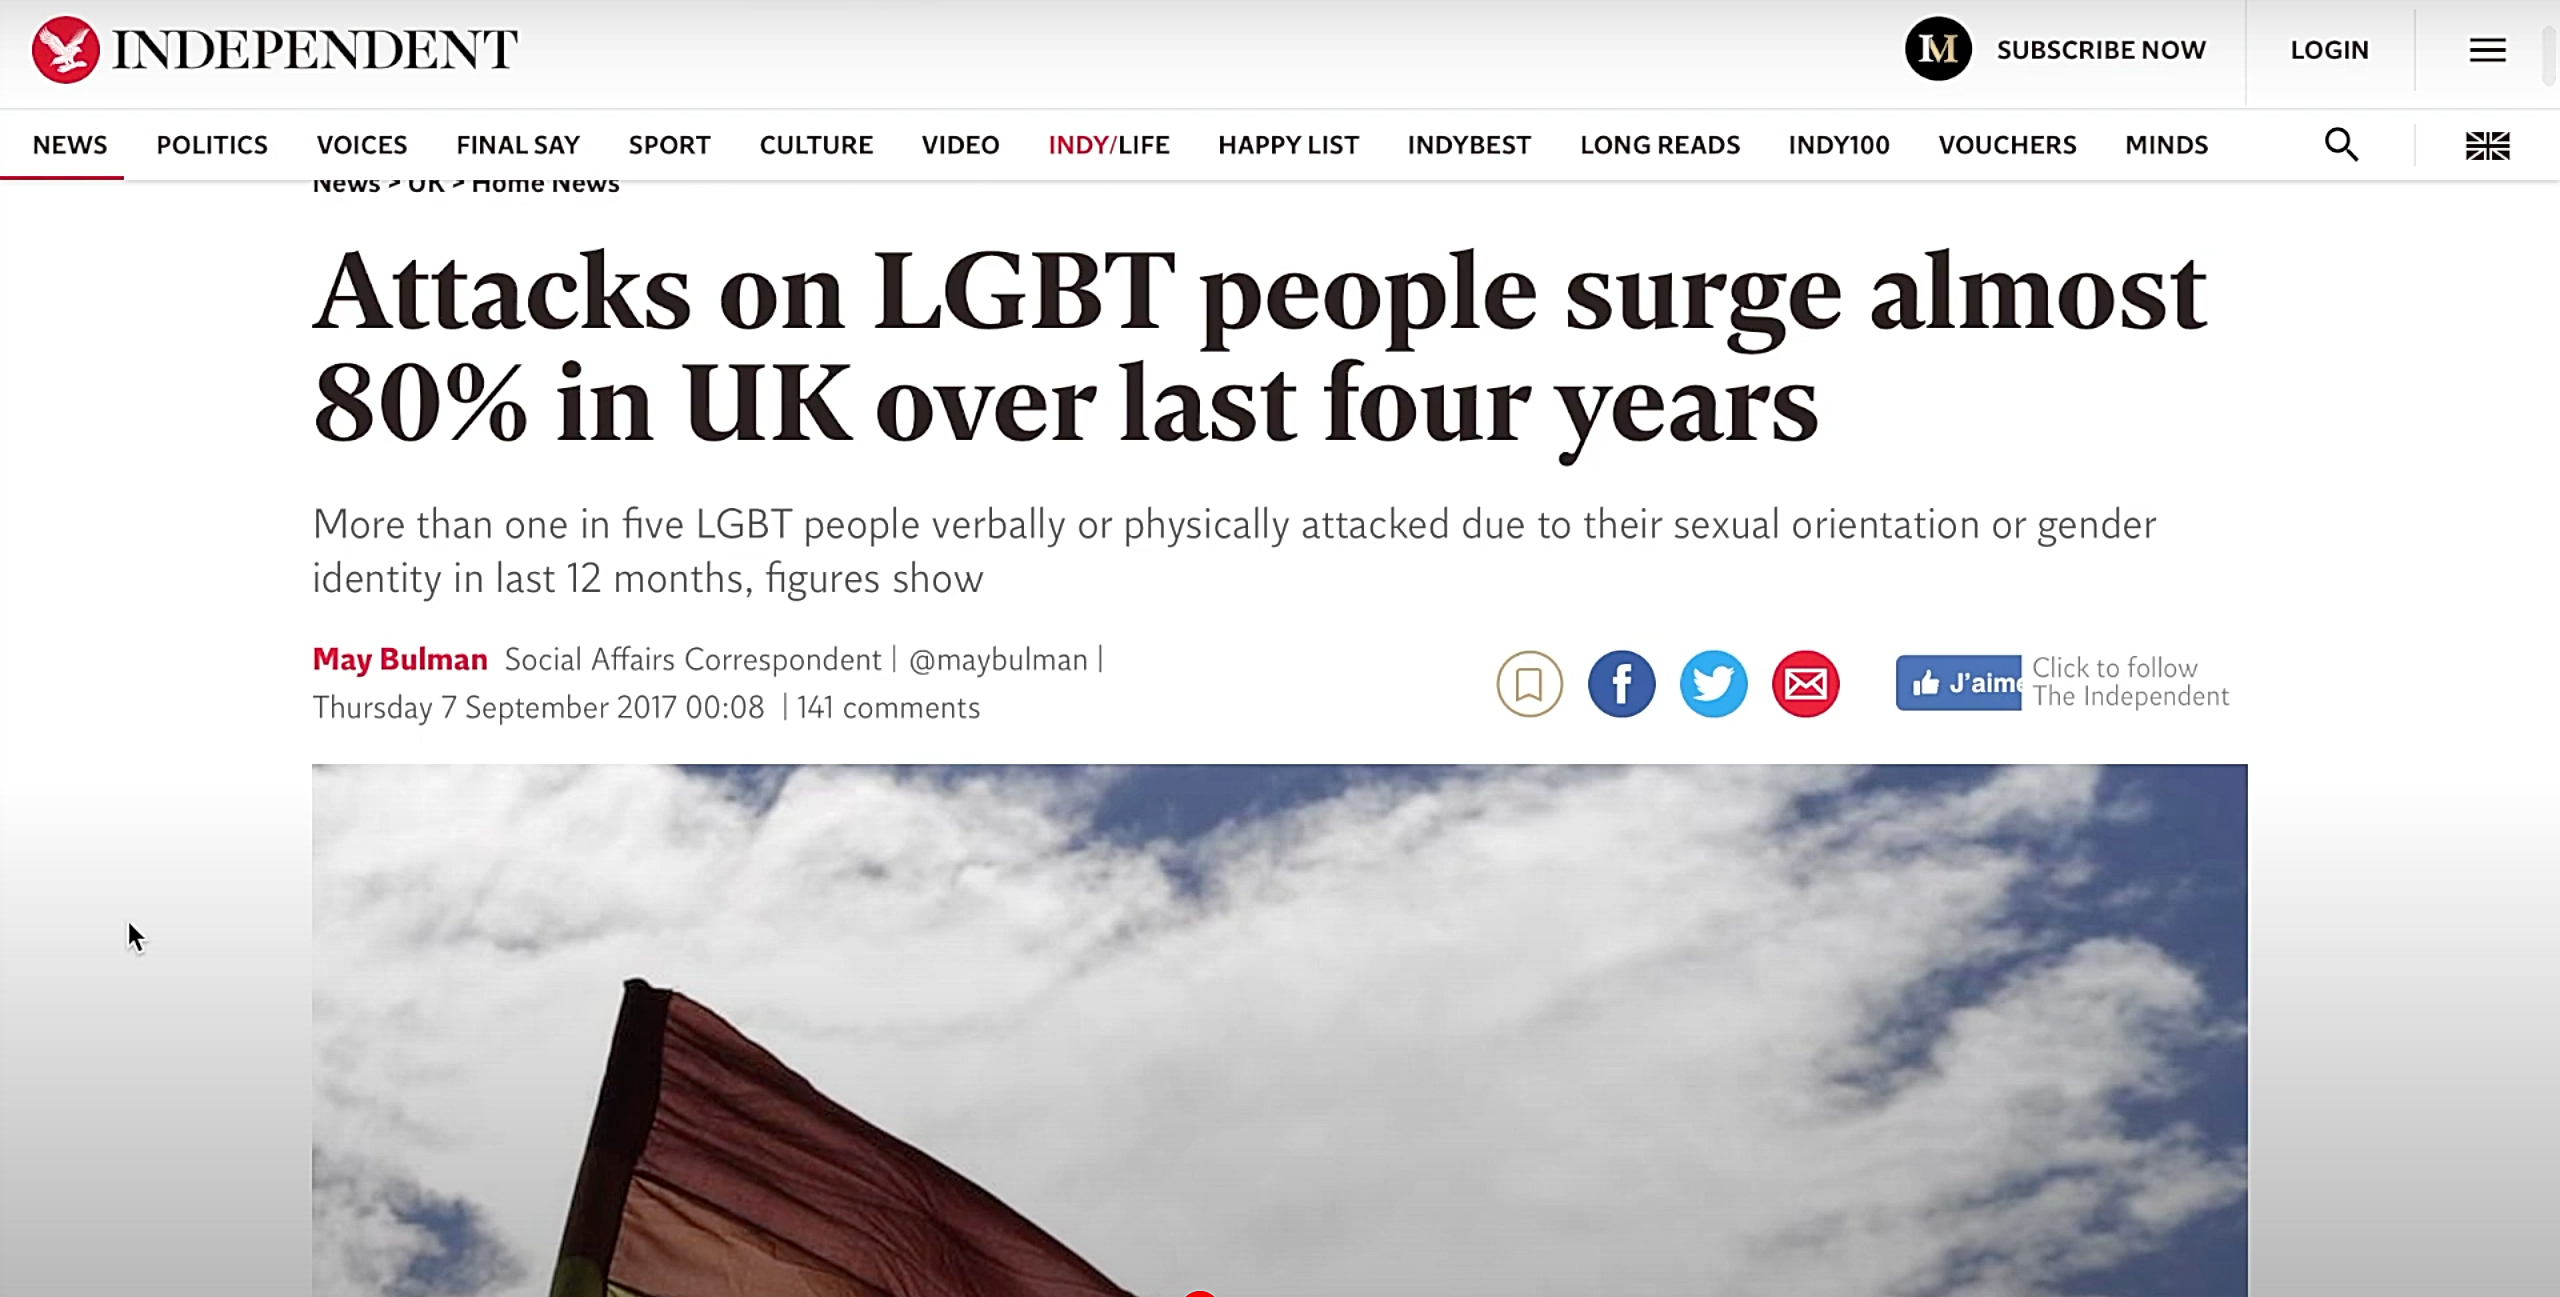 INDEPENDENT
M SUBSCRIBE NOW
LOGIN
NEWS POLITICS VOICES FINAL SAY SPORT CULTURE VIDEO INDY/LIFE HAPPY LIST INDYBEST LONG READS INDY100 VOUCHERS MINDS
News > UK > Home News
Attacks on LGBT people surge almost
80% in UK over last four years
More than one in five LGBT people verbally or physically attacked due to their sexual orientation or gender
identity in last 12 months, figures show
May Bulman Social Affairs Correspondent | @maybulman |
Thursday 7 September 2017 00:08 | 141 comments
f
J'aime
Click to follow
The Independent